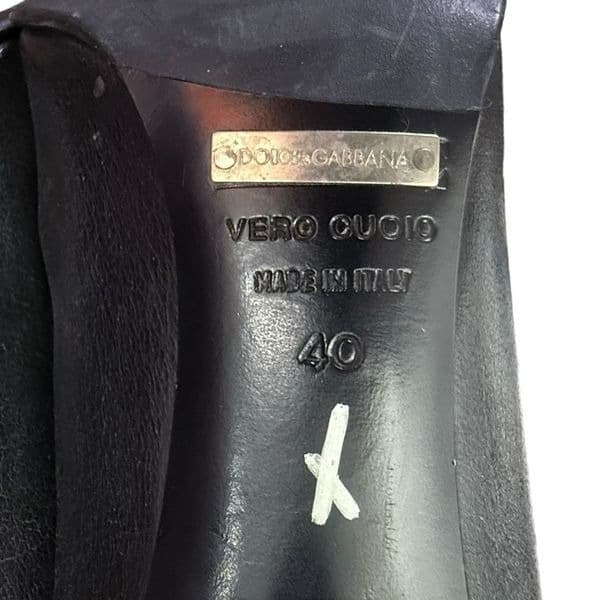 DOLCE & GABBANA
VERO CUOIO
MADE IN ITALY
40
X